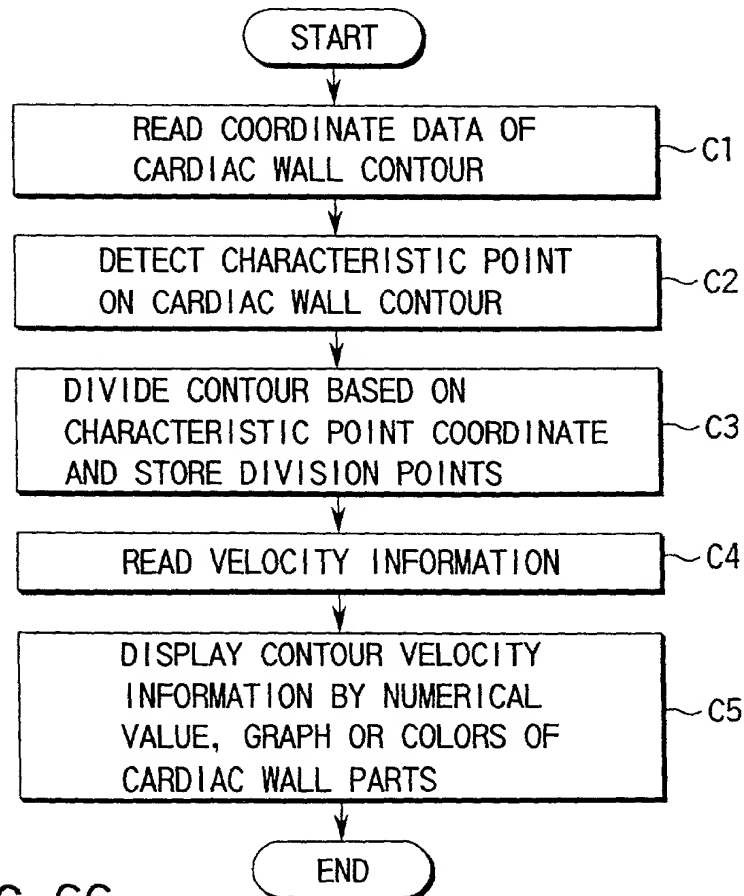 START
READ COORDINATE DATA OF
CARDIAC WALL CONTOUR
C1
DETECT CHARACTERISTIC POINT
ON CARDIAC WALL CONTOUR
C2
DIVIDE CONTOUR BASED ON
CHARACTERISTIC POINT COORDINATE
AND STORE DIVISION POINTS
C3
READ VELOCITY INFORMATION
C4
DISPLAY CONTOUR VELOCITY
INFORMATION BY NUMERICAL
VALUE, GRAPH OR COLORS OF
CARDIAC WALL PARTS
C5
END